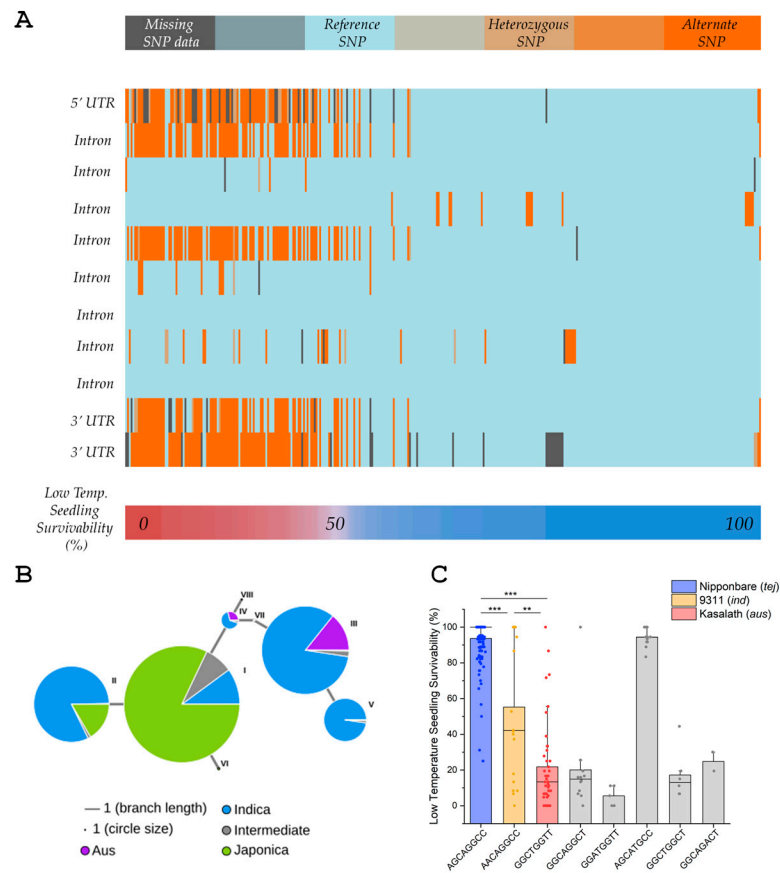 A
Missing SNP data
Reference SNP
Heterozygous SNP
Alternate SNP
5' UTR
Intron
Intron
Intron
Intron
Intron
Intron
Intron
Intron
3' UTR
3' UTR
Low Temp.
Seedling
Survivability
(%)
0
50
100
B
VIII
IV
VII
III
II
I
V
VI
1 (branch length)
1 (circle size)
Aus
Indica
Intermediate
Japonica
C
Nipponbare (tej)
9311 (ind)
Kasalath (aus)
Low Temperature Seedling Survivability (%)
100
80
60
40
20
0
***
***
**
AGCAGGCC
AACAGGCC
GGCTGGTT
GGCAGGCT
GGATGGTT
AGCATGCC
GGCTGGCT
GGCAGACT